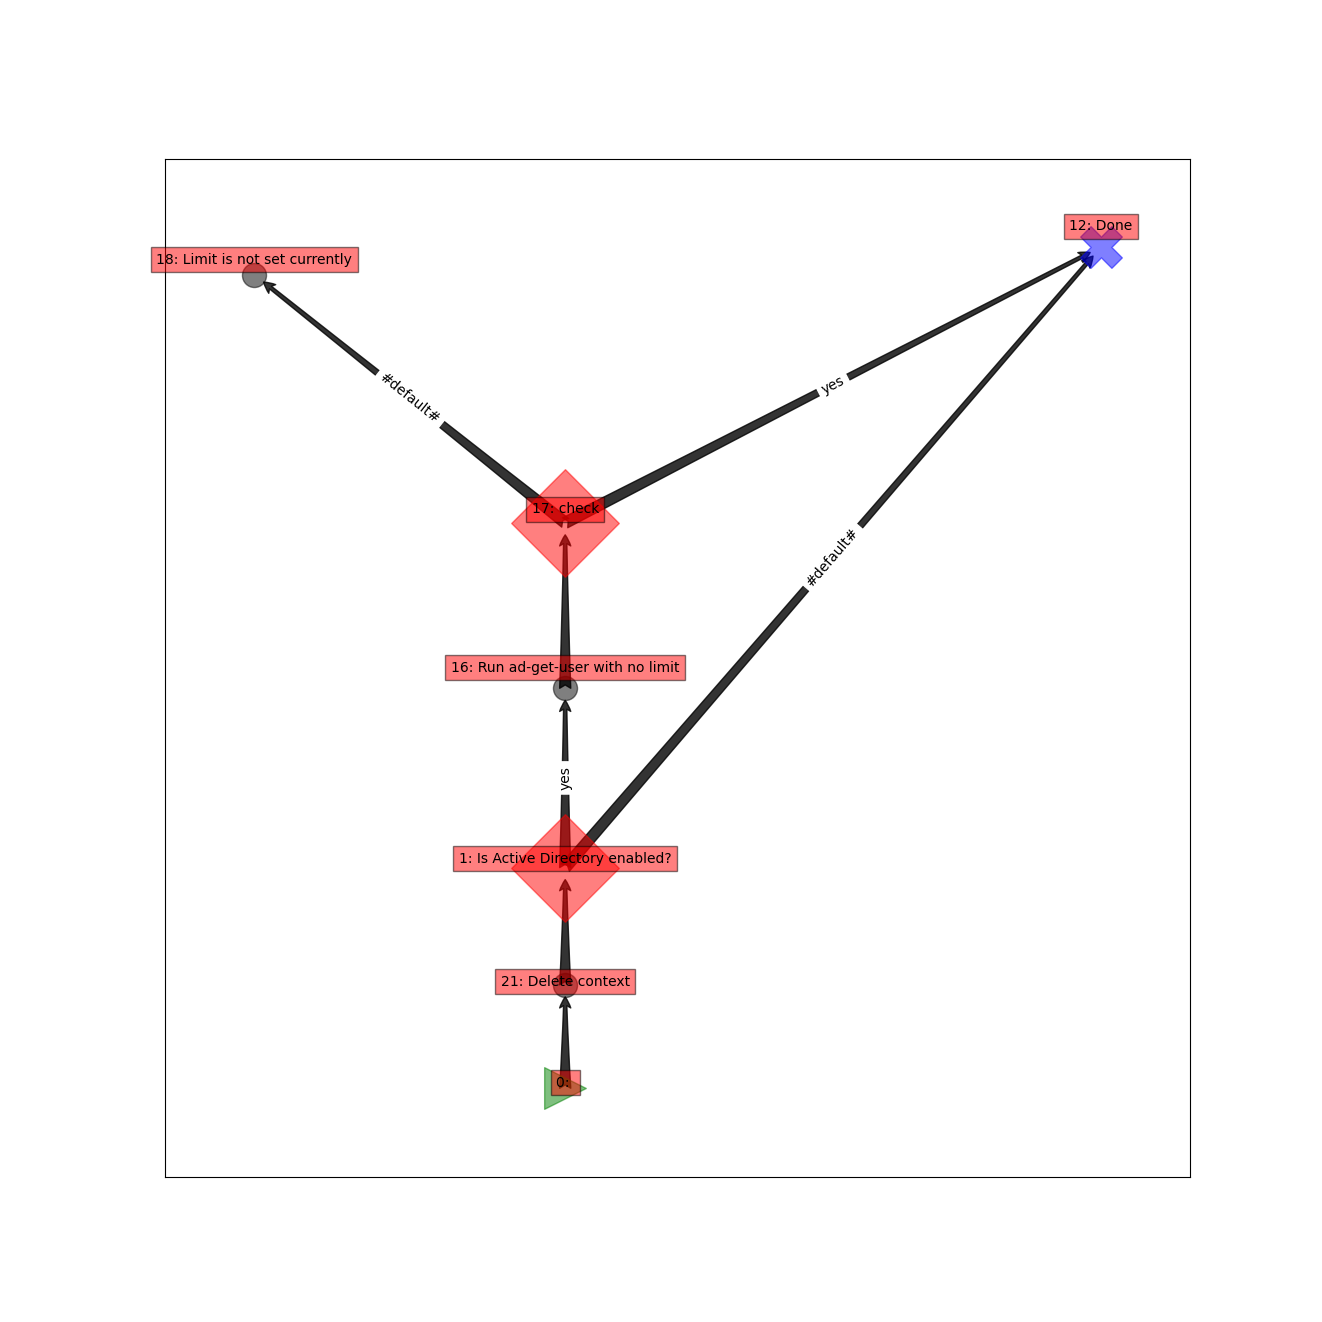 12: Done
18: Limit is not set currently
#default#
yes
17: check
#default#
16: Run ad-get-user with no limit
yes
1: Is Active Directory enabled?
21: Delete context
0: